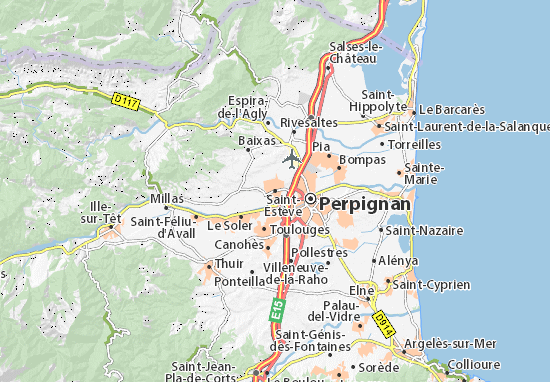 Salses-le-
Château
D117
Espira-
de-l'Agly
Saint-
Hippolyte
Le Barcarès
Rivesaltes
Saint-Laurent-de-la-Salanque
Baixas
Pia
Torreilles
Bompas
Sainte-
Marie
Millas
Ille-
sur-Têt
Saint-
Estève
Perpignan
Saint-Féliu-
d'Avall
Le Soler
Toulouges
Saint-Nazaire
Canohès
Pollestres
Alénya
Thuir
Villeneuve-
de-la-Raho
Ponteilla
Saint-Cyprien
Elne
E15
Palau-
del-Vidre
D914
Saint-Génis-
des-Fontaines
Argelès-sur-Mer
Saint-Jean-
Pla-de-Corts
Le Boulou
Sorède
Collioure